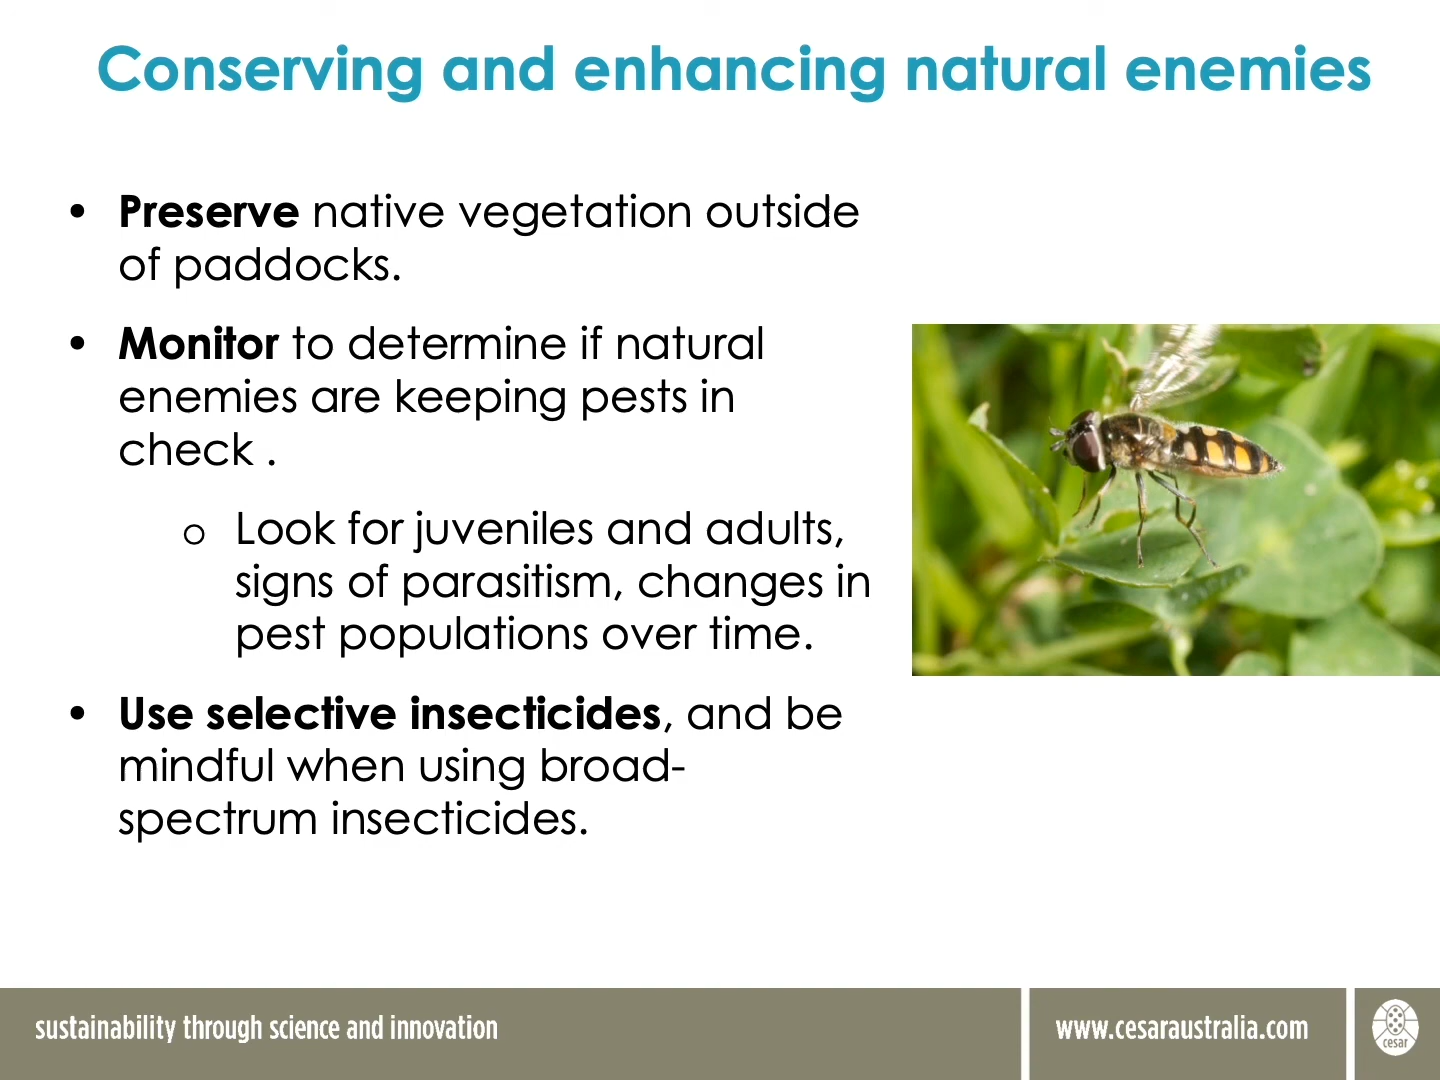 Conserving and enhancing natural enemies
• Preserve native vegetation outside
of paddocks.
• Monitor to determine if natural
enemies are keeping pests in
check .
o Look for juveniles and adults,
signs of parasitism, changes in
pest populations over time.
• Use selective insecticides, and be
mindful when using broad-
spectrum insecticides.
sustainability through science and innovation
www.cesaraustralia.com
cesar